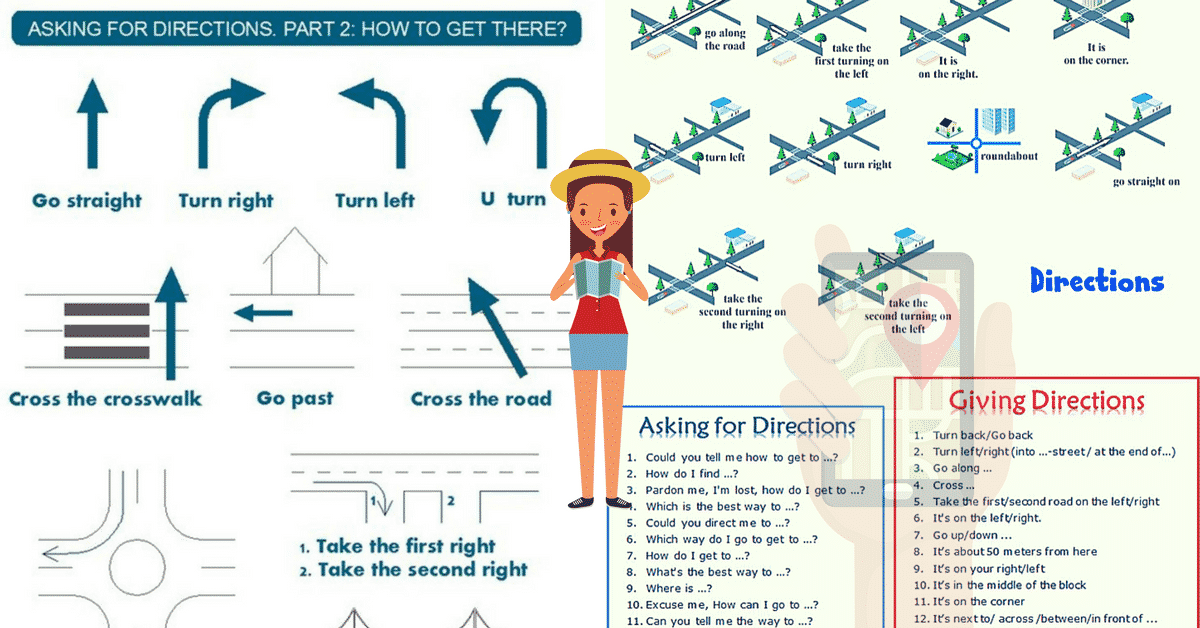 ASKING FOR DIRECTIONS. PART 2: HOW TO GET THERE?
Go straight
Turn right
Turn left
U turn
Cross the crosswalk
Go past
Cross the road
1
2
1. Take the first right
2. Take the second right
go along
the road
take the
first turning on
the left
It is
on the right.
It is
on the corner.
turn left
turn right
roundabout
go straight on
take the
second turning on
the right
take the
second turning on
the left
Directions
Asking for Directions
1. Could you tell me how to get to ...?
2. How do I find ...?
3. Pardon me, I'm lost, how do I get to ...?
4. Which is the best way to ...?
5. Could you direct me to ...?
6. Which way do I go to get to ...?
7. How do I get to ...?
8. What's the best way to ...?
9. Where is ...?
10. Excuse me, How can I go to ...?
11. Can you tell me the way to ...?
Giving Directions
1. Turn back/Go back
2. Turn left/right (into ...-street/ at the end of...)
3. Go along ...
4. Cross ...
5. Take the first/second road on the left/right
6. It's on the left/right.
7. Go up/down ...
8. It's about 50 meters from here
9. It's on your right/left
10. It's in the middle of the block
11. It's on the corner
12. It's next to/ across /between/in front of ...